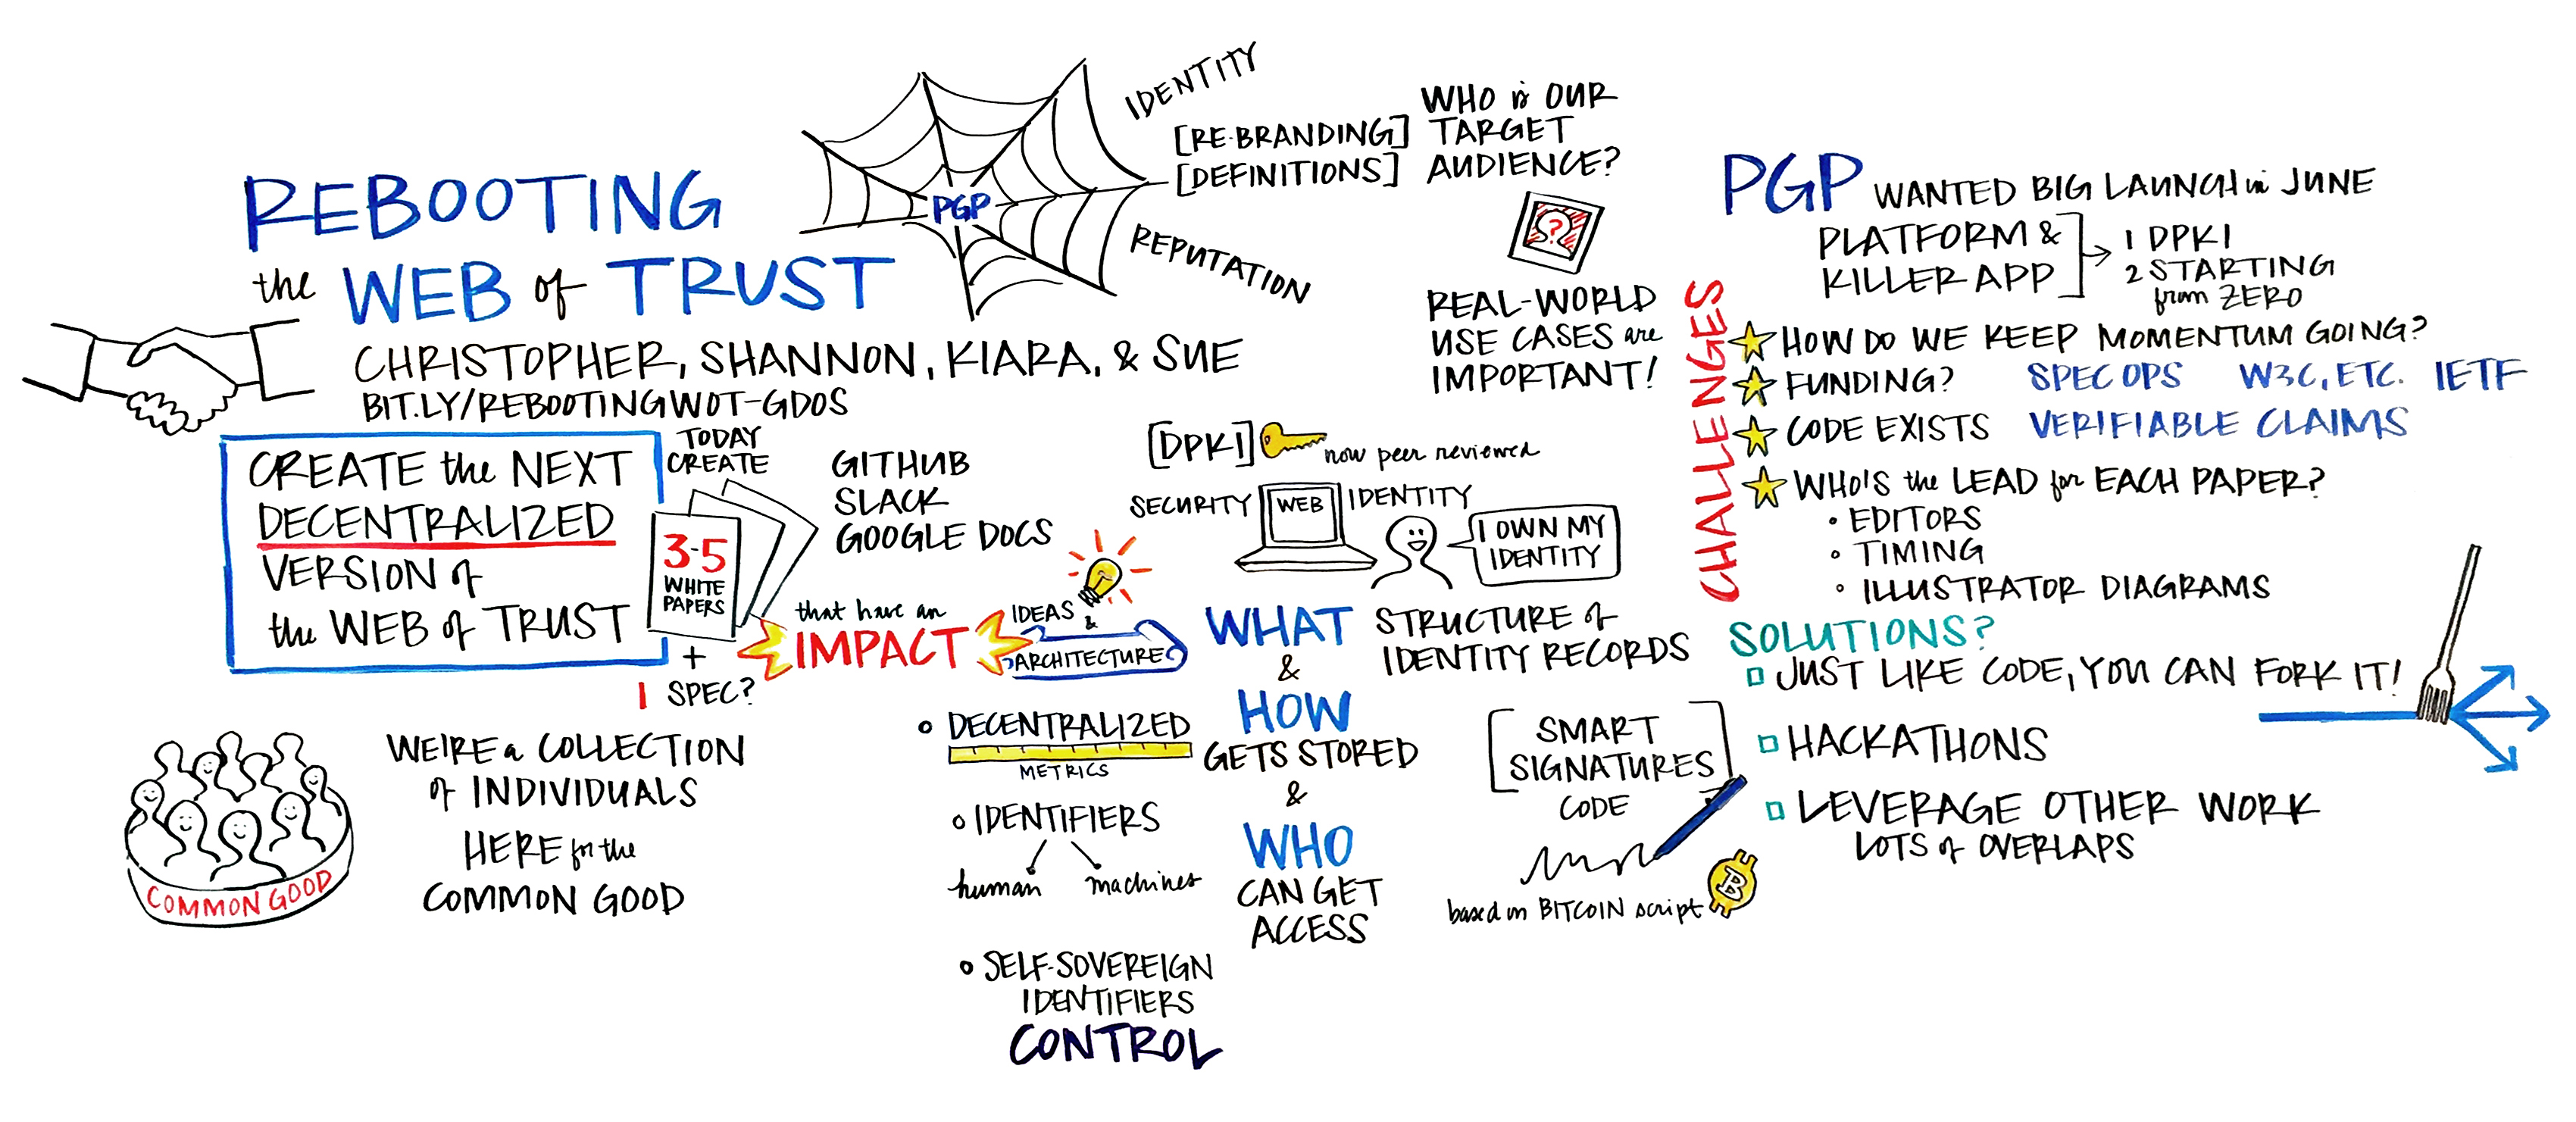 REBOOTING
the WEB of TRUST
CHRISTOPHER, SHANNON, KIARA, & SUE
BIT.LY/REBOOTINGWOT-GDOS
PGP
IDENTITY
[RE-BRANDING]
[DEFINITIONS]
REPUTATION
WHO is OUR
TARGET
AUDIENCE?
?
REAL-WORLD
USE CASES are
IMPORTANT!
CREATE the NEXT
DECENTRALIZED
VERSION of
the WEB of TRUST
TODAY
CREATE
3-5
WHITE
PAPERS
+
1 SPEC?
GITHUB
SLACK
GOOGLE DOCS
that have an
IMPACT
IDEAS
&
ARCHITECTURE
COMMON GOOD
WE'RE a COLLECTION
of INDIVIDUALS
HERE for the
COMMON GOOD
DECENTRALIZED
METRICS
IDENTIFIERS
human machines
SELF-SOVEREIGN
IDENTIFIERS
CONTROL
[DPKI] now peer reviewed
SECURITY WEB IDENTITY
I OWN MY
IDENTITY
WHAT
&
HOW
GETS STORED
&
WHO
CAN GET
ACCESS
STRUCTURE of
IDENTITY RECORDS
[SMART
SIGNATURES]
CODE
based on BITCOIN script
B
PGP WANTED BIG LAUNCH in JUNE
PLATFORM &
KILLER APP
1 DPKI
2 STARTING
from ZERO
CHALLENGES
HOW DO WE KEEP MOMENTUM GOING?
FUNDING? SPEC OPS W3C, ETC. IETF
CODE EXISTS VERIFIABLE CLAIMS
WHO'S the LEAD for EACH PAPER?
• EDITORS
• TIMING
• ILLUSTRATOR DIAGRAMS
SOLUTIONS?
JUST LIKE CODE, YOU CAN FORK IT!
HACKATHONS
LEVERAGE OTHER WORK
LOTS of OVERLAPS